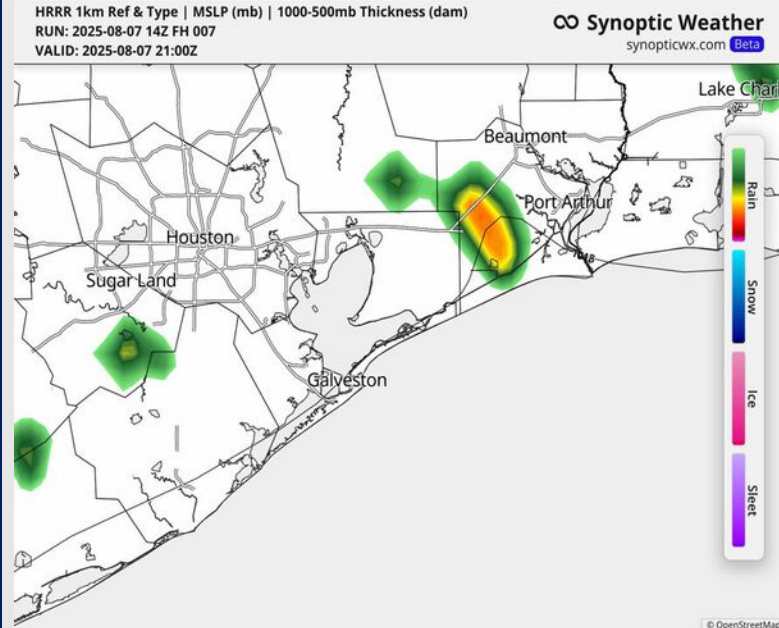 HRRR 1km Ref & Type | MSLP (mb) | 1000-500mb Thickness (dam)
RUN: 2025-08-07 14Z FH 007
VALID: 2025-08-07 21:00Z
Synoptic Weather
synopticwx.com Beta
Lake Char
Beaumont
Port Arthur
Houston
Sugar Land
Galveston
1018
Rain
Snow
Ice
Sleet
© OpenStreetMap